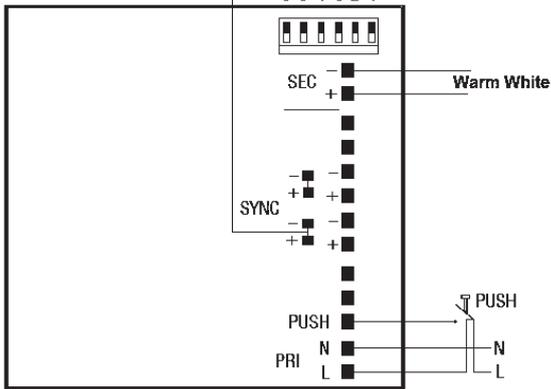 SEC
−
+
Warm White
− −
+ +
SYNC
− −
+ +
PUSH
PUSH
PRI
N
N
L
L